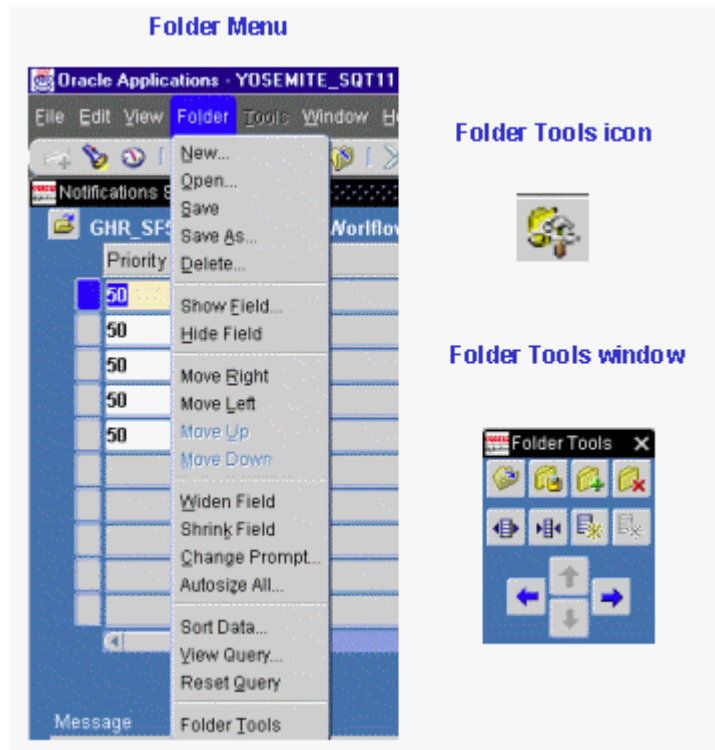 Folder Menu
Oracle Applications - YOSEMITE_SQT11
File Edit View Folder Tools Window
Notifications
GHR_SF5 Worlflow
Priority
50
50
50
50
50
New...
Open...
Save
Save As...
Delete...
Show Field...
Hide Field
Move Right
Move Left
Move Up
Move Down
Widen Field
Shrink Field
Change Prompt...
Autosize All...
Sort Data...
View Query...
Reset Query
Folder Tools
Message
Folder Tools icon
Folder Tools window
Folder Tools